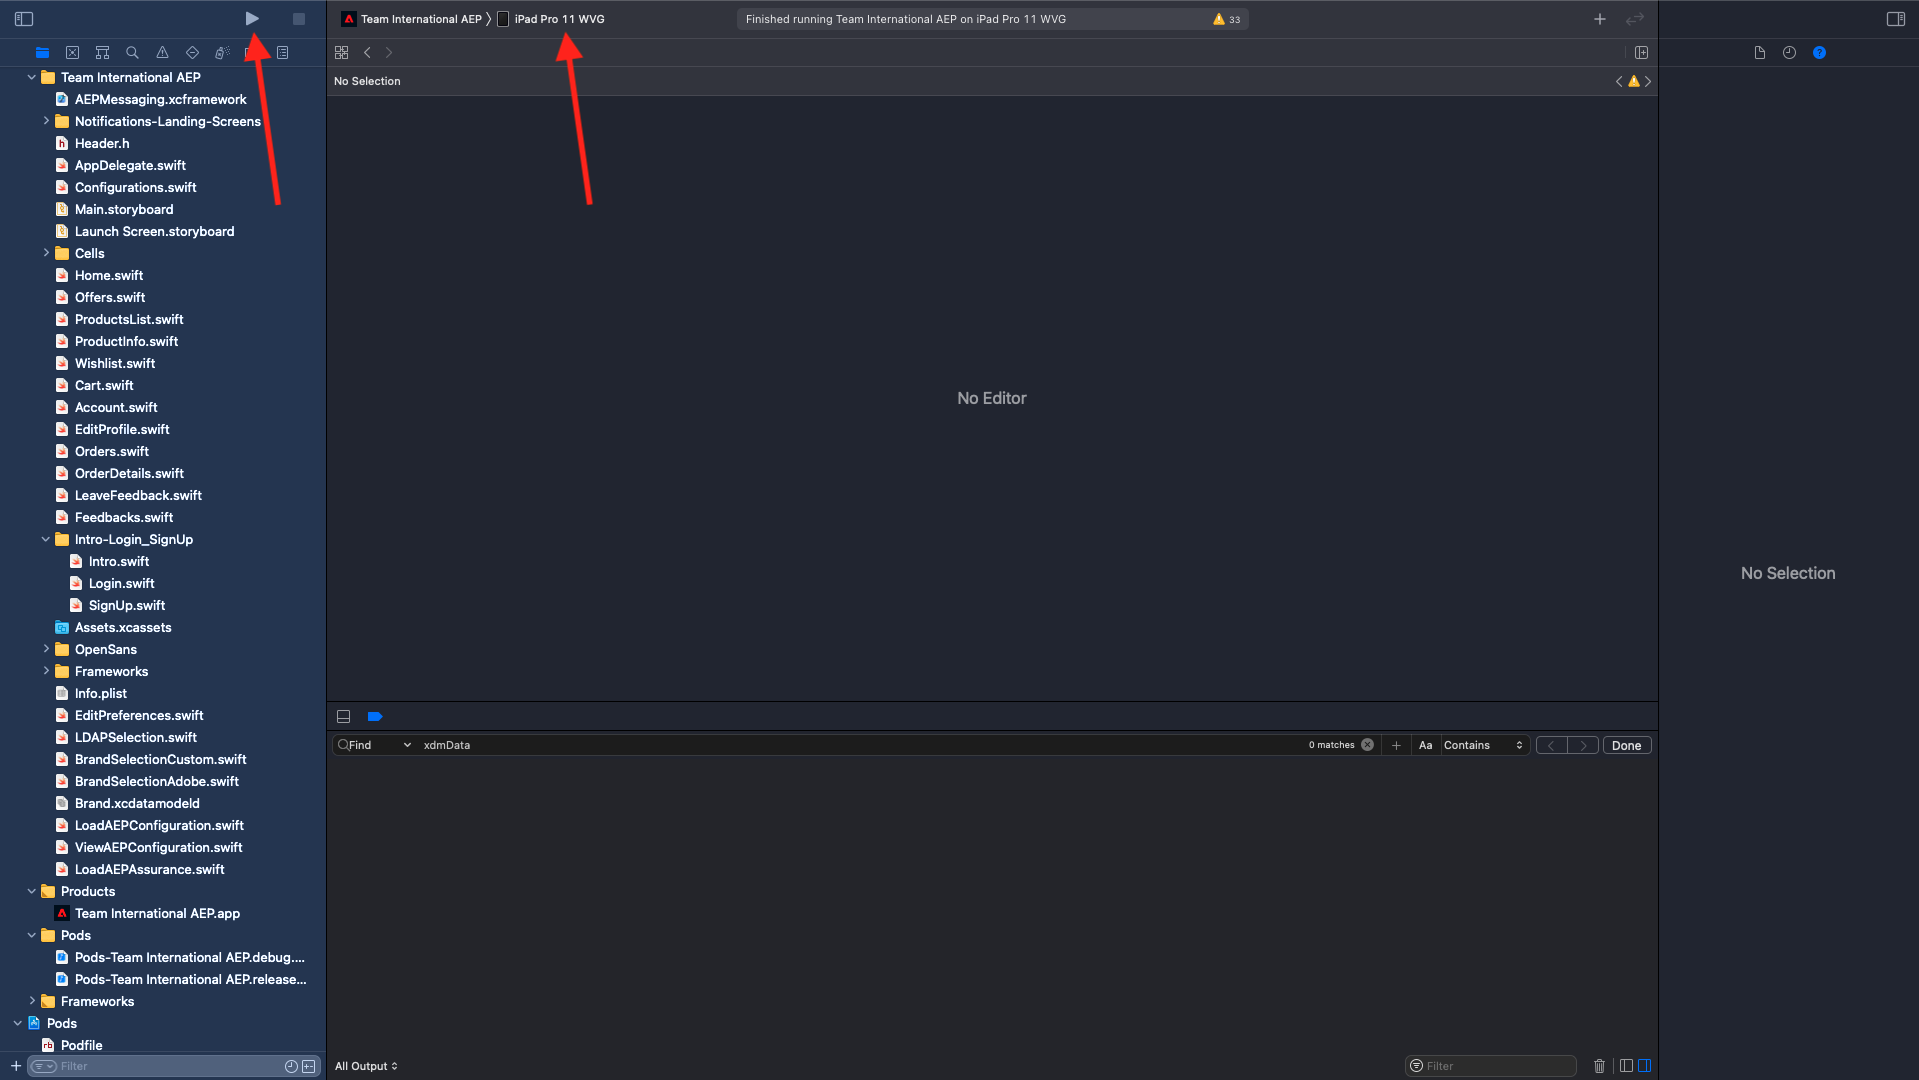 Team International AEP 〉 iPad Pro 11 WVG
Finished running Team International AEP on iPad Pro 11 WVG
33
No Selection
Team International AEP
AEPMessaging.xcframework
Notifications-Landing-Screens
Header.h
AppDelegate.swift
Configurations.swift
Main.storyboard
Launch Screen.storyboard
Cells
Home.swift
Offers.swift
ProductsList.swift
ProductInfo.swift
Wishlist.swift
Cart.swift
Account.swift
EditProfile.swift
Orders.swift
OrderDetails.swift
LeaveFeedback.swift
Feedbacks.swift
Intro-Login_SignUp
Intro.swift
Login.swift
SignUp.swift
Assets.xcassets
OpenSans
Frameworks
Info.plist
EditPreferences.swift
LDAPSelection.swift
BrandSelectionCustom.swift
BrandSelectionAdobe.swift
Brand.xcdatamodeld
LoadAEPConfiguration.swift
ViewAEPConfiguration.swift
LoadAEPAssurance.swift
Products
Team International AEP.app
Pods
Pods-Team International AEP.debug....
Pods-Team International AEP.release...
Frameworks
Pods
Podfile
Filter
No Editor
Find xdmData 0 matches Aa Contains Done
All Output
Filter
No Selection